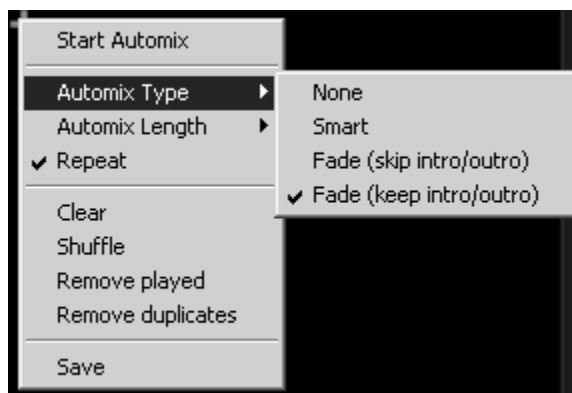 Start Automix
Automix Type
Automix Length
Repeat
Clear
Shuffle
Remove played
Remove duplicates
Save
None
Smart
Fade (skip intro/outro)
Fade (keep intro/outro)